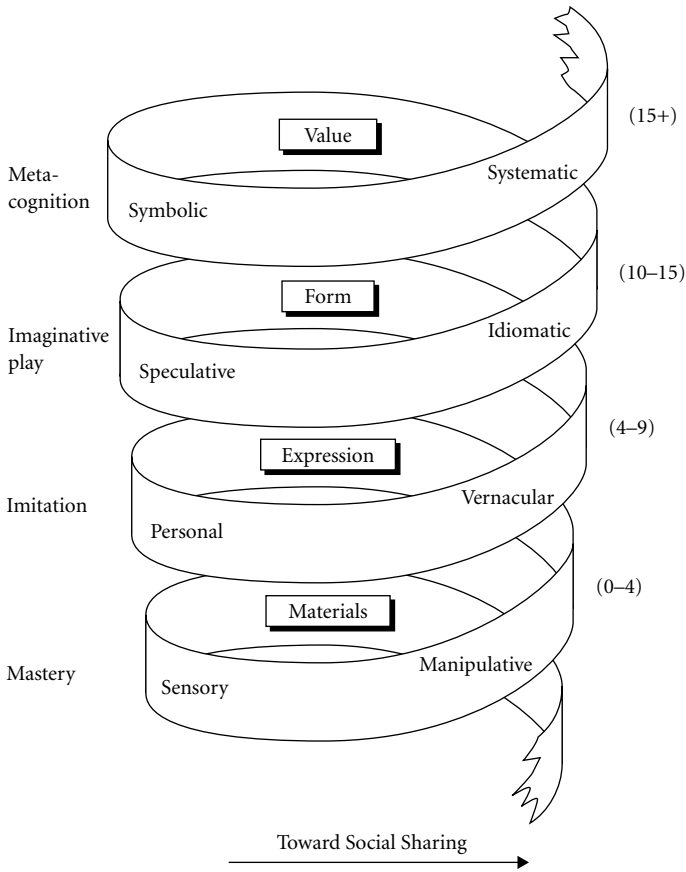 (15+)
Value
Systematic
Meta-
cognition
Symbolic
(10–15)
Form
Idiomatic
Imaginative
play
Speculative
(4–9)
Expression
Vernacular
Imitation
Personal
(0–4)
Materials
Manipulative
Mastery
Sensory
Toward Social Sharing